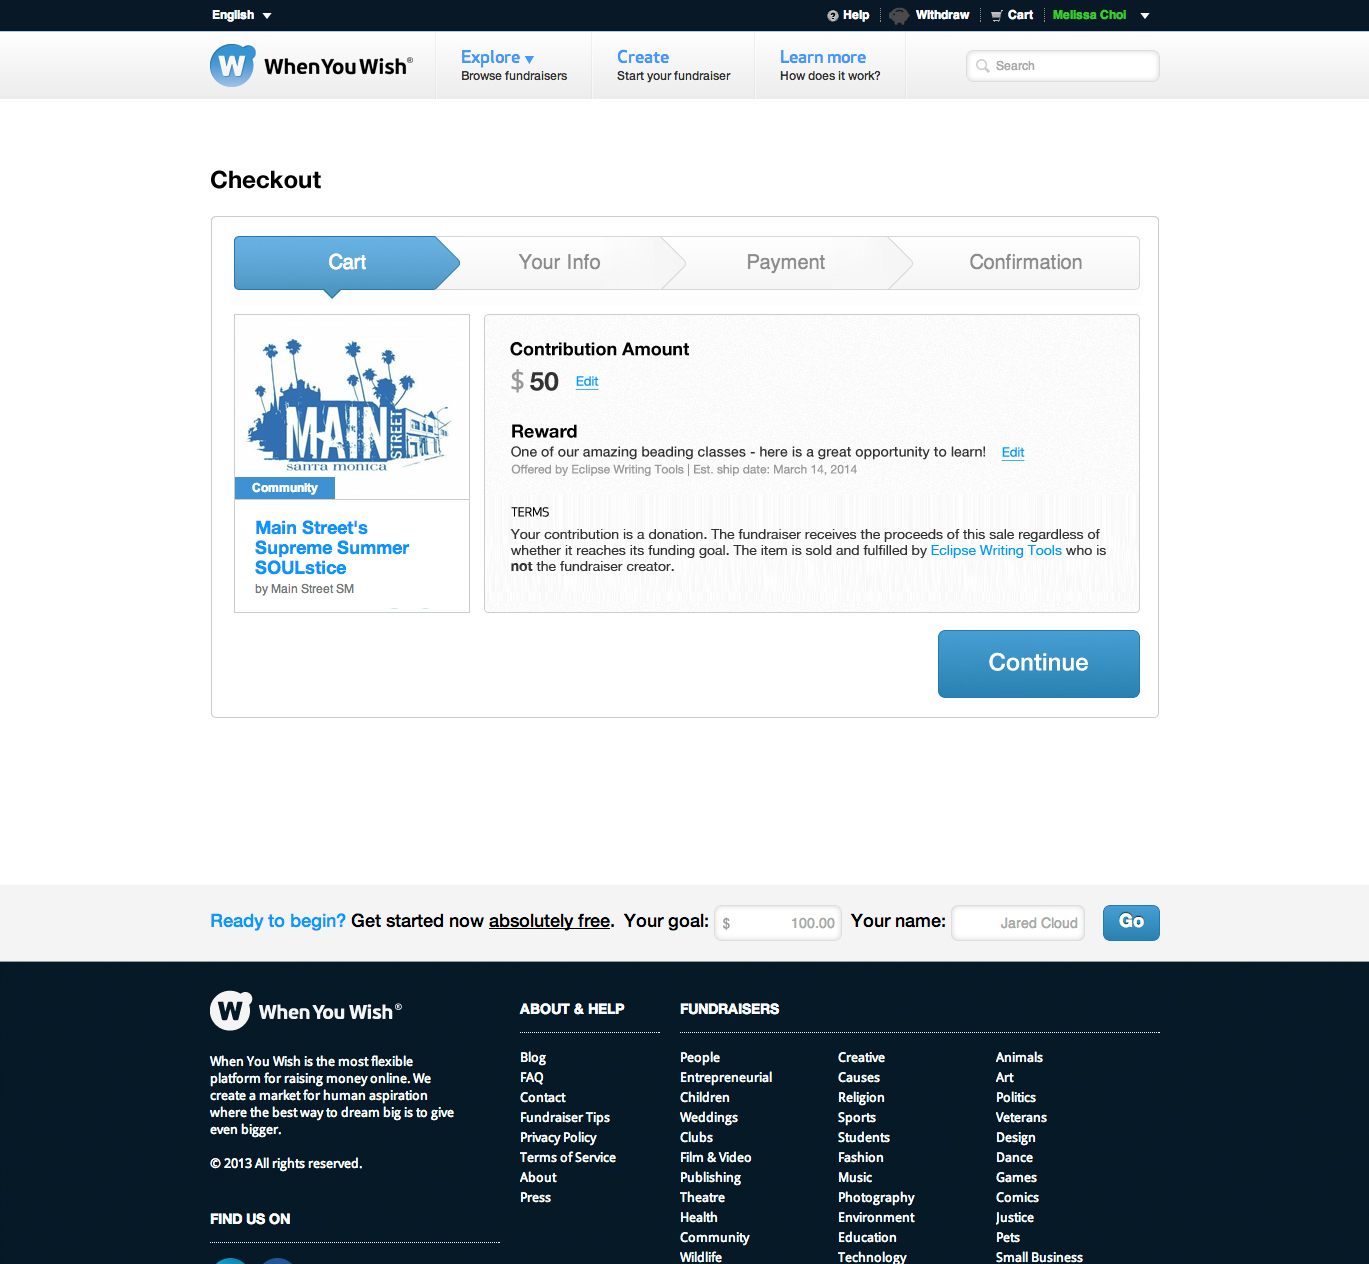 English
Help
Withdraw
Cart
Melissa Choi
W
WhenYouWish®
Explore
Browse fundraisers
Create
Start your fundraiser
Learn more
How does it work?
Search
Checkout
Cart
Your Info
Payment
Confirmation
MAIN
STREET
santa monica
Community
Main Street's
Supreme Summer
SOULstice
by Main Street SM
Contribution Amount
$ 50 Edit
Reward
One of our amazing beading classes - here is a great opportunity to learn! Edit
Offered by Eclipse Writing Tools | Est. ship date: March 14, 2014
TERMS
Your contribution is a donation. The fundraiser receives the proceeds of this sale regardless of
whether it reaches its funding goal. The item is sold and fulfilled by Eclipse Writing Tools who is
not the fundraiser creator.
Continue
Ready to begin? Get started now absolutely free. Your goal: $ 100.00 Your name: Jared Cloud Go
W
When You Wish®
When You Wish is the most flexible
platform for raising money online. We
create a market for human aspiration
where the best way to dream big is to give
even bigger.
© 2013 All rights reserved.
FIND US ON
ABOUT & HELP
Blog
FAQ
Contact
Fundraiser Tips
Privacy Policy
Terms of Service
About
Press
FUNDRAISERS
People
Entrepreneurial
Children
Weddings
Clubs
Film & Video
Publishing
Theatre
Health
Community
Wildlife
Creative
Causes
Religion
Sports
Students
Fashion
Music
Photography
Environment
Education
Technology
Animals
Art
Politics
Veterans
Design
Dance
Games
Comics
Justice
Pets
Small Business